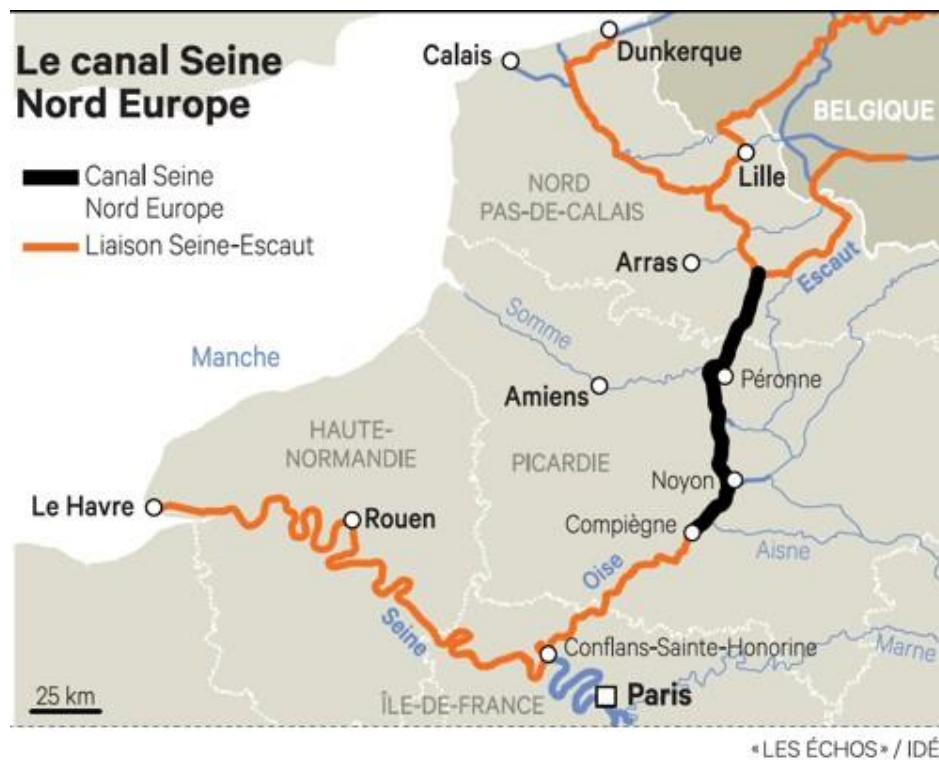 Le canal Seine
Nord Europe
Canal Seine
Nord Europe
Liaison Seine-Escaut
Calais
Dunkerque
BELGIQUE
Lille
NORD
PAS-DE-CALAIS
Arras
Escaut
Somme
Manche
Péronne
Amiens
HAUTE-
NORMANDIE
PICARDIE
Noyon
Le Havre
Rouen
Compiègne
Aisne
Oise
Seine
Conflans-Sainte-Honorine
Marne
25 km
ÎLE-DE-FRANCE
Paris
«LES ÉCHOS» / IDÉ